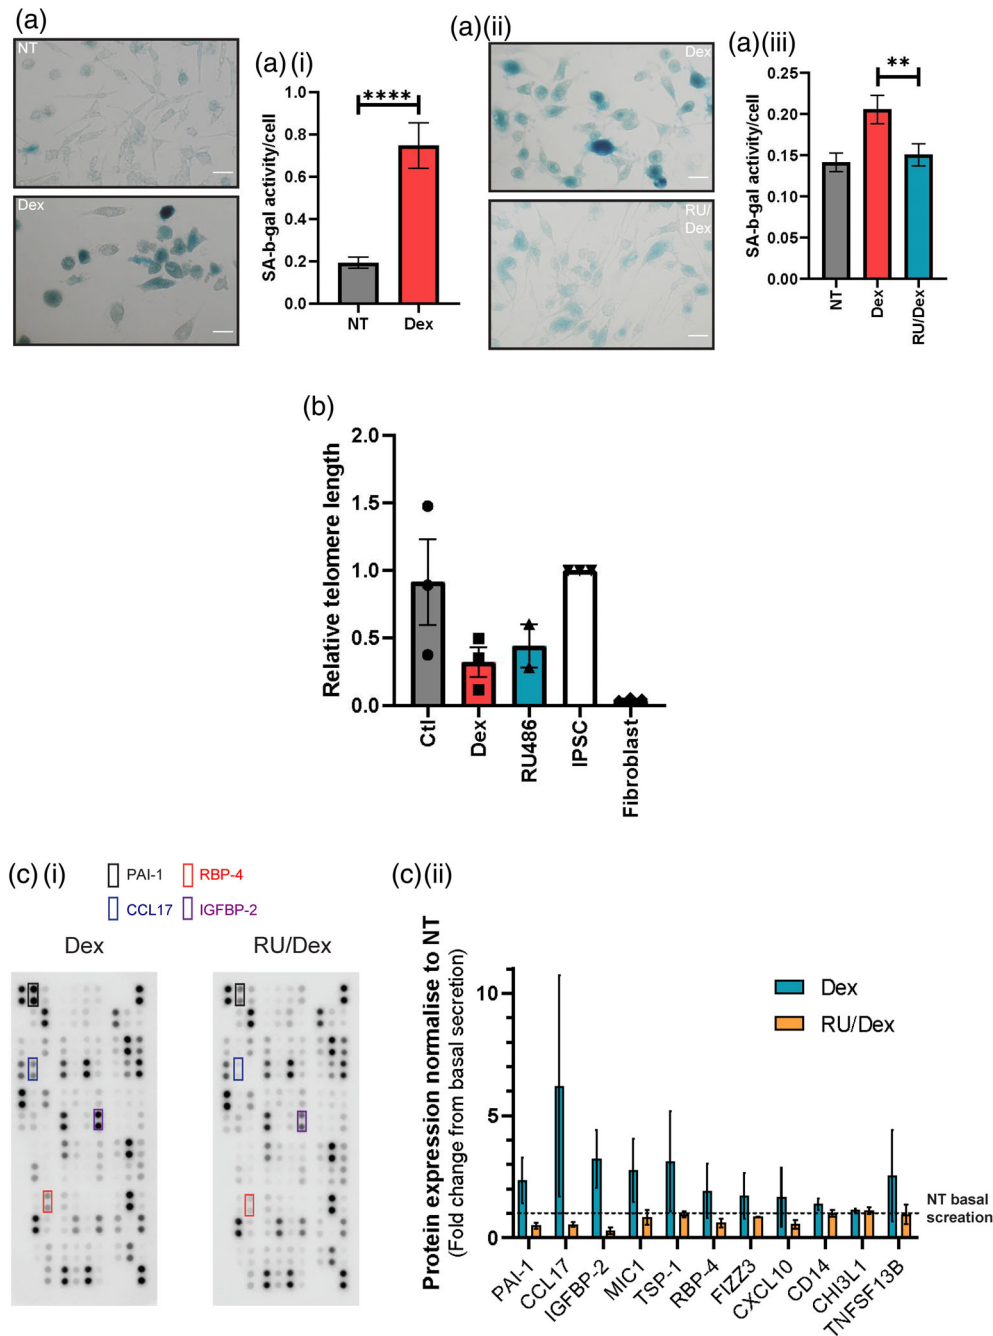 (a)
NT
Dex
(a) (i)
SA-b-gal activity/cell
1.0
0.8
0.6
0.4
0.2
0.0
****
NT
Dex
(a)(ii)
Dex
RU/
Dex
(a)(iii)
SA-b-gal activity/cell
0.25
0.20
0.15
0.10
0.05
0.00
**
NT
Dex
RU/Dex
(b)
Relative telomere length
2.0
1.5
1.0
0.5
0.0
Ctl
Dex
RU486
IPSC
Fibroblast
(c) (i)
PAI-1
RBP-4
CCL17
IGFBP-2
Dex
RU/Dex
(c)(ii)
Protein expression normalise to NT
(Fold change from basal secretion)
10
5
0
Dex
RU/Dex
NT basal
screation
PAI-1
CCL17
IGFBP-2
MIC1
TSP-1
RBP-4
FIZZ3
CXCL10
CD14
CHI3L1
TNFSF13B